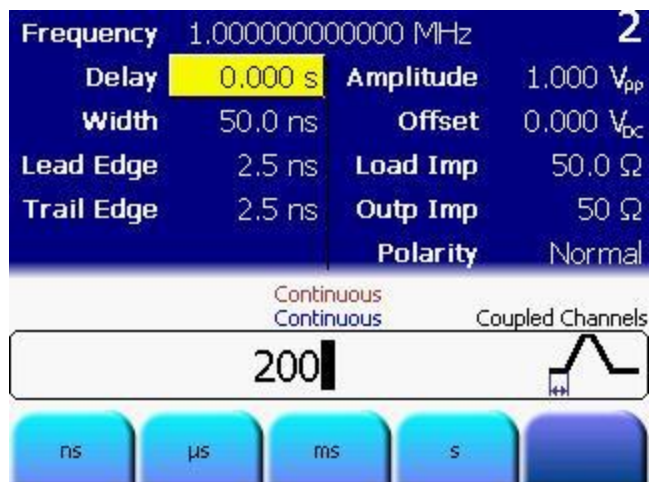 Frequency 1.000000000000 MHz 2
Delay 0.000 s Amplitude 1.000 Vpp
Width 50.0 ns Offset 0.000 VDC
Lead Edge 2.5 ns Load Imp 50.0 Ω
Trail Edge 2.5 ns Outp Imp 50 Ω
Polarity Normal
Continuous
Continuous Coupled Channels
200
ns µs ms s